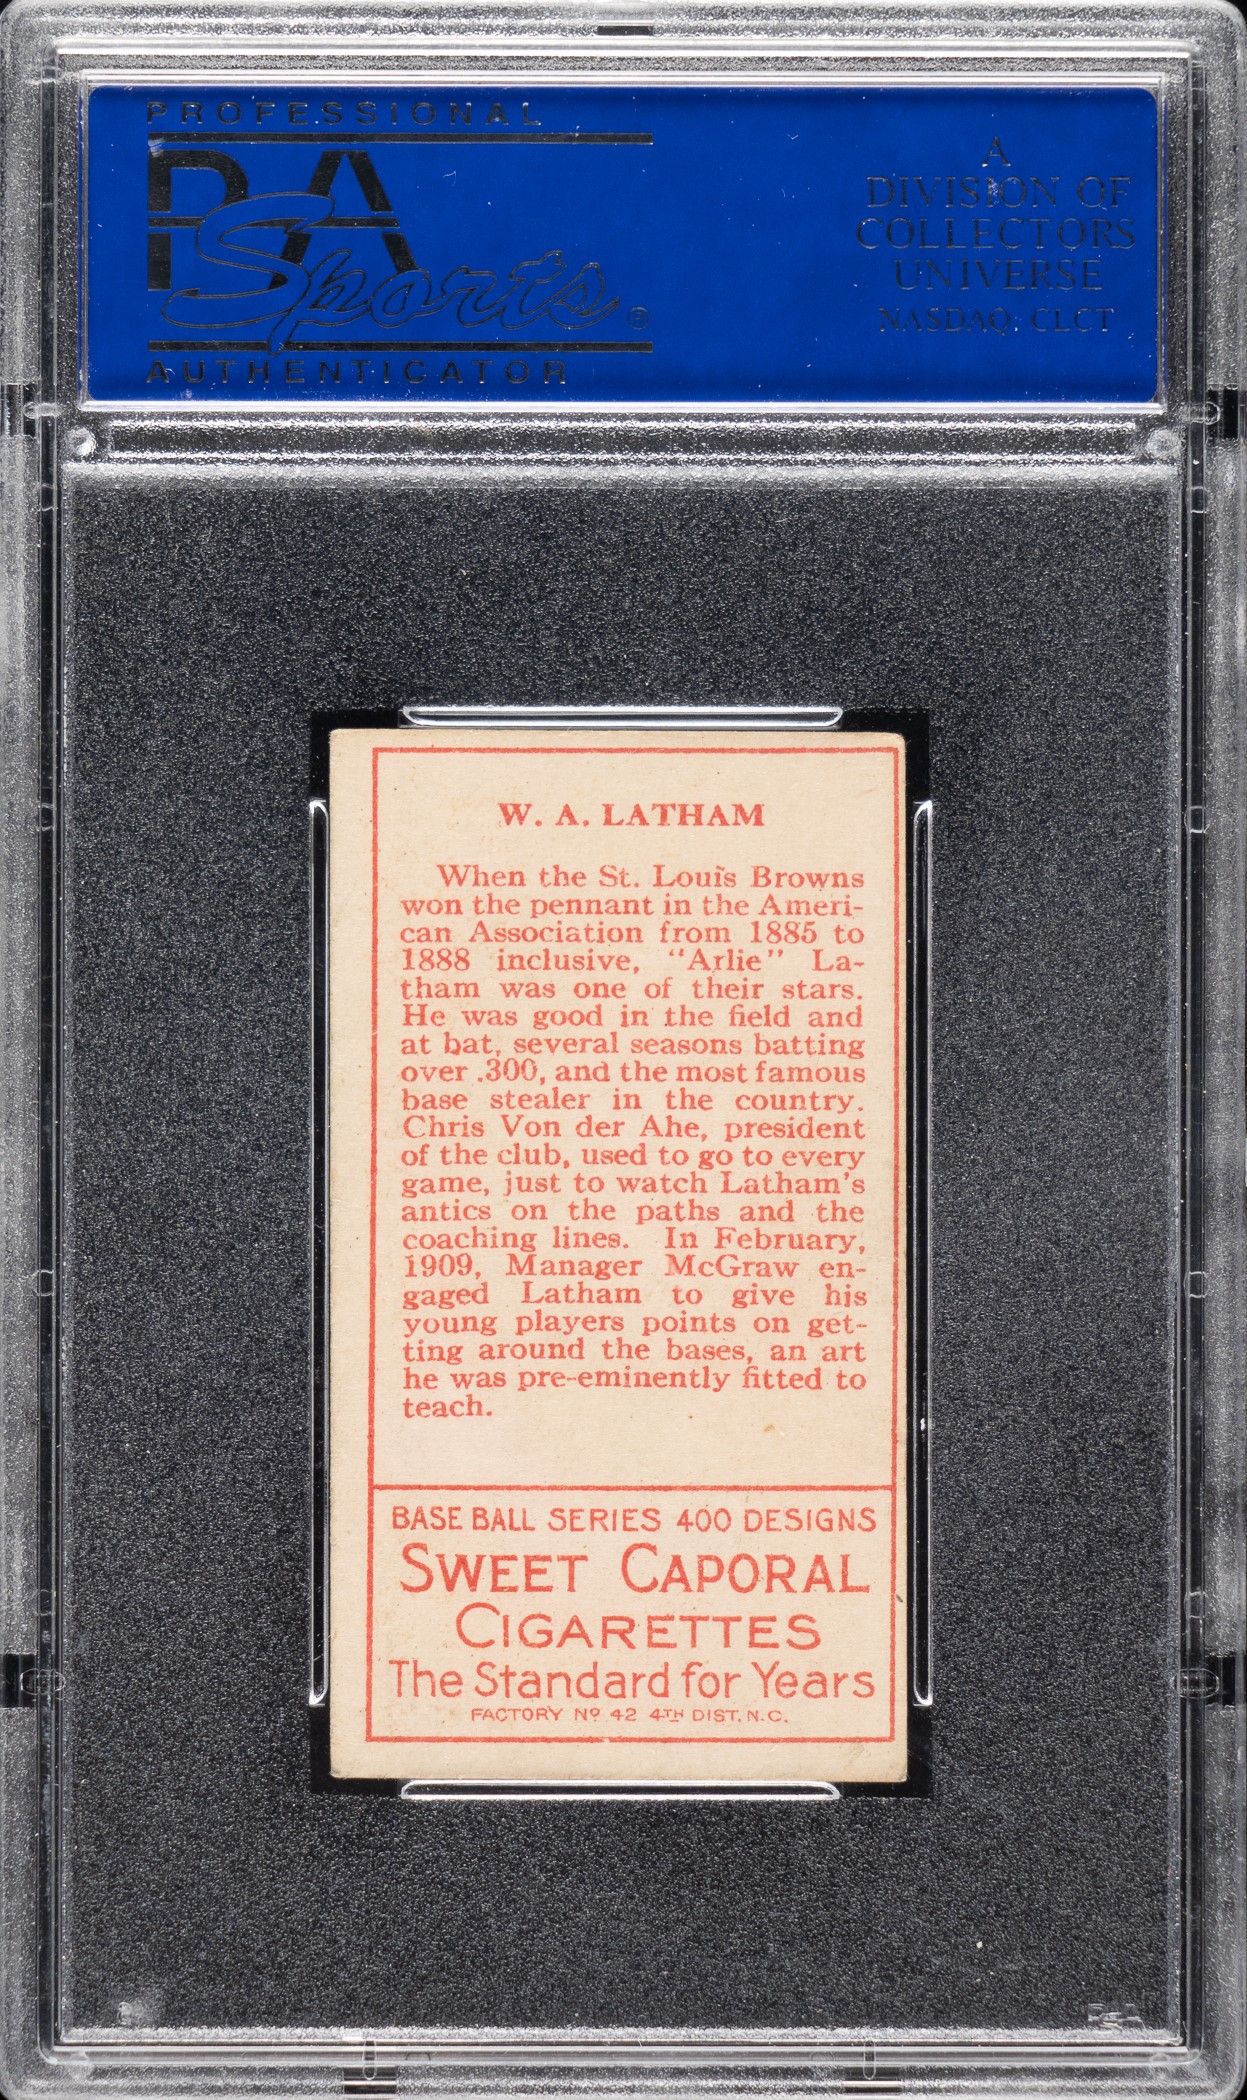 PROFESSIONAL
PSA
Sports ®
AUTHENTICATOR
A
DIVISION OF
COLLECTORS
UNIVERSE
NASDAQ: CLCT
W. A. LATHAM
When the St. Louis Browns
won the pennant in the Ameri-
can Association from 1885 to
1888 inclusive, "Arlie" La-
tham was one of their stars.
He was good in the field and
at bat, several seasons batting
over .300, and the most famous
base stealer in the country.
Chris Von der Ahe, president
of the club, used to go to every
game, just to watch Latham's
antics on the paths and the
coaching lines. In February,
1909, Manager McGraw en-
gaged Latham to give his
young players points on get-
ting around the bases, an art
he was pre-eminently fitted to
teach.
BASE BALL SERIES 400 DESIGNS
SWEET CAPORAL
CIGARETTES
The Standard for Years
FACTORY Nº 42 4TH DIST. N.C.
PSA